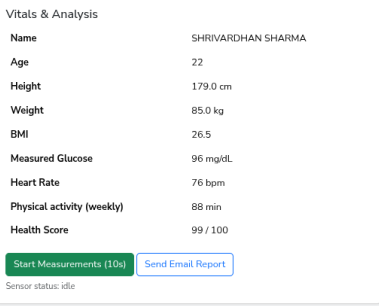 Vitals & Analysis
Name SHRIVARDHAN SHARMA
Age 22
Height 179.0 cm
Weight 85.0 kg
BMI 26.5
Measured Glucose 96 mg/dL
Heart Rate 76 bpm
Physical activity (weekly) 88 min
Health Score 99 / 100
Start Measurements (10s) Send Email Report
Sensor status: idle